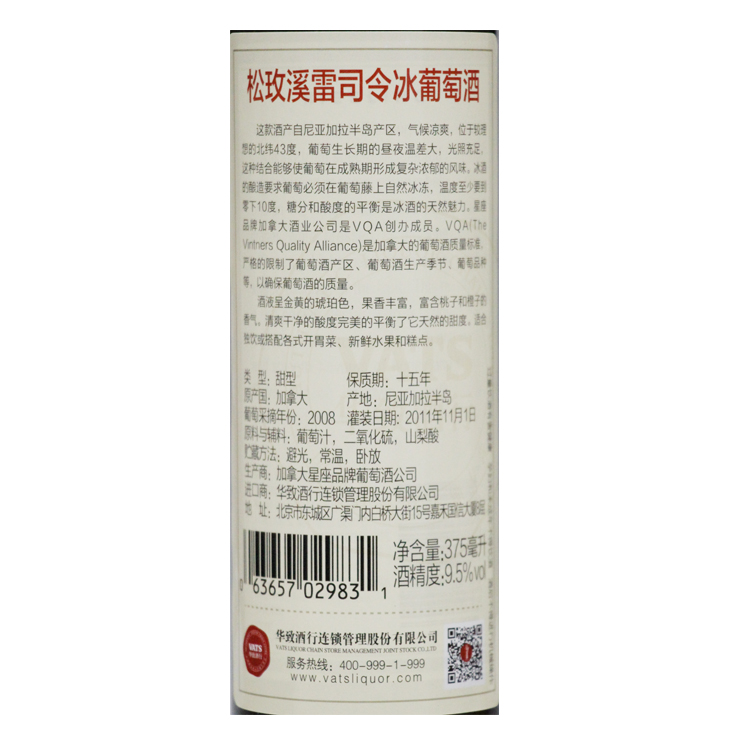 松玫溪雷司令冰葡萄酒
这款酒产自尼亚加拉半岛产区，气候凉爽，位于较理
想的北纬43度，葡萄生长期的昼夜温差大，光照充足，
这种结合能够使葡萄在成熟期形成复杂浓郁的风味。冰酒
的酿造要求葡萄必须在葡萄藤上自然冰冻，温度至少要到
零下10度，糖分和酸度的平衡是冰酒的天然魅力。星座
品牌加拿大酒业公司是VQA创办成员。VQA(The
Vintners Quality Alliance)是加拿大的葡萄酒质量标准，
严格的限制了葡萄酒产区、葡萄酒生产季节、葡萄品种
等，以确保葡萄酒的质量。
酒液呈金黄的琥珀色，果香丰富，富含桃子和橙子的
香气。清爽干净的酸度完美的平衡了它天然的甜度。适合
独饮或搭配各式开胃菜、新鲜水果和糕点。
类 型：甜型 保质期：十五年
原产国：加拿大 产地：尼亚加拉半岛
葡萄采摘年份：2008 灌装日期：2011年11月1日
原料与辅料：葡萄汁，二氧化硫，山梨酸
贮藏方法：避光，常温，卧放
生产商：加拿大星座品牌葡萄酒公司
进口商：华致酒行连锁管理股份有限公司
地 址：北京市东城区广渠门内白桥大街15号嘉禾国信大厦8层
净含量：375毫升
酒精度：9.5%vol
0 63657 02983 1
VATS
华致酒行连锁管理股份有限公司
VATS LIQUOR CHAIN STORE MANAGEMENT JOINT STOCK CO.,LTD
服务热线：400-999-1-999
www.vatsliquor.com